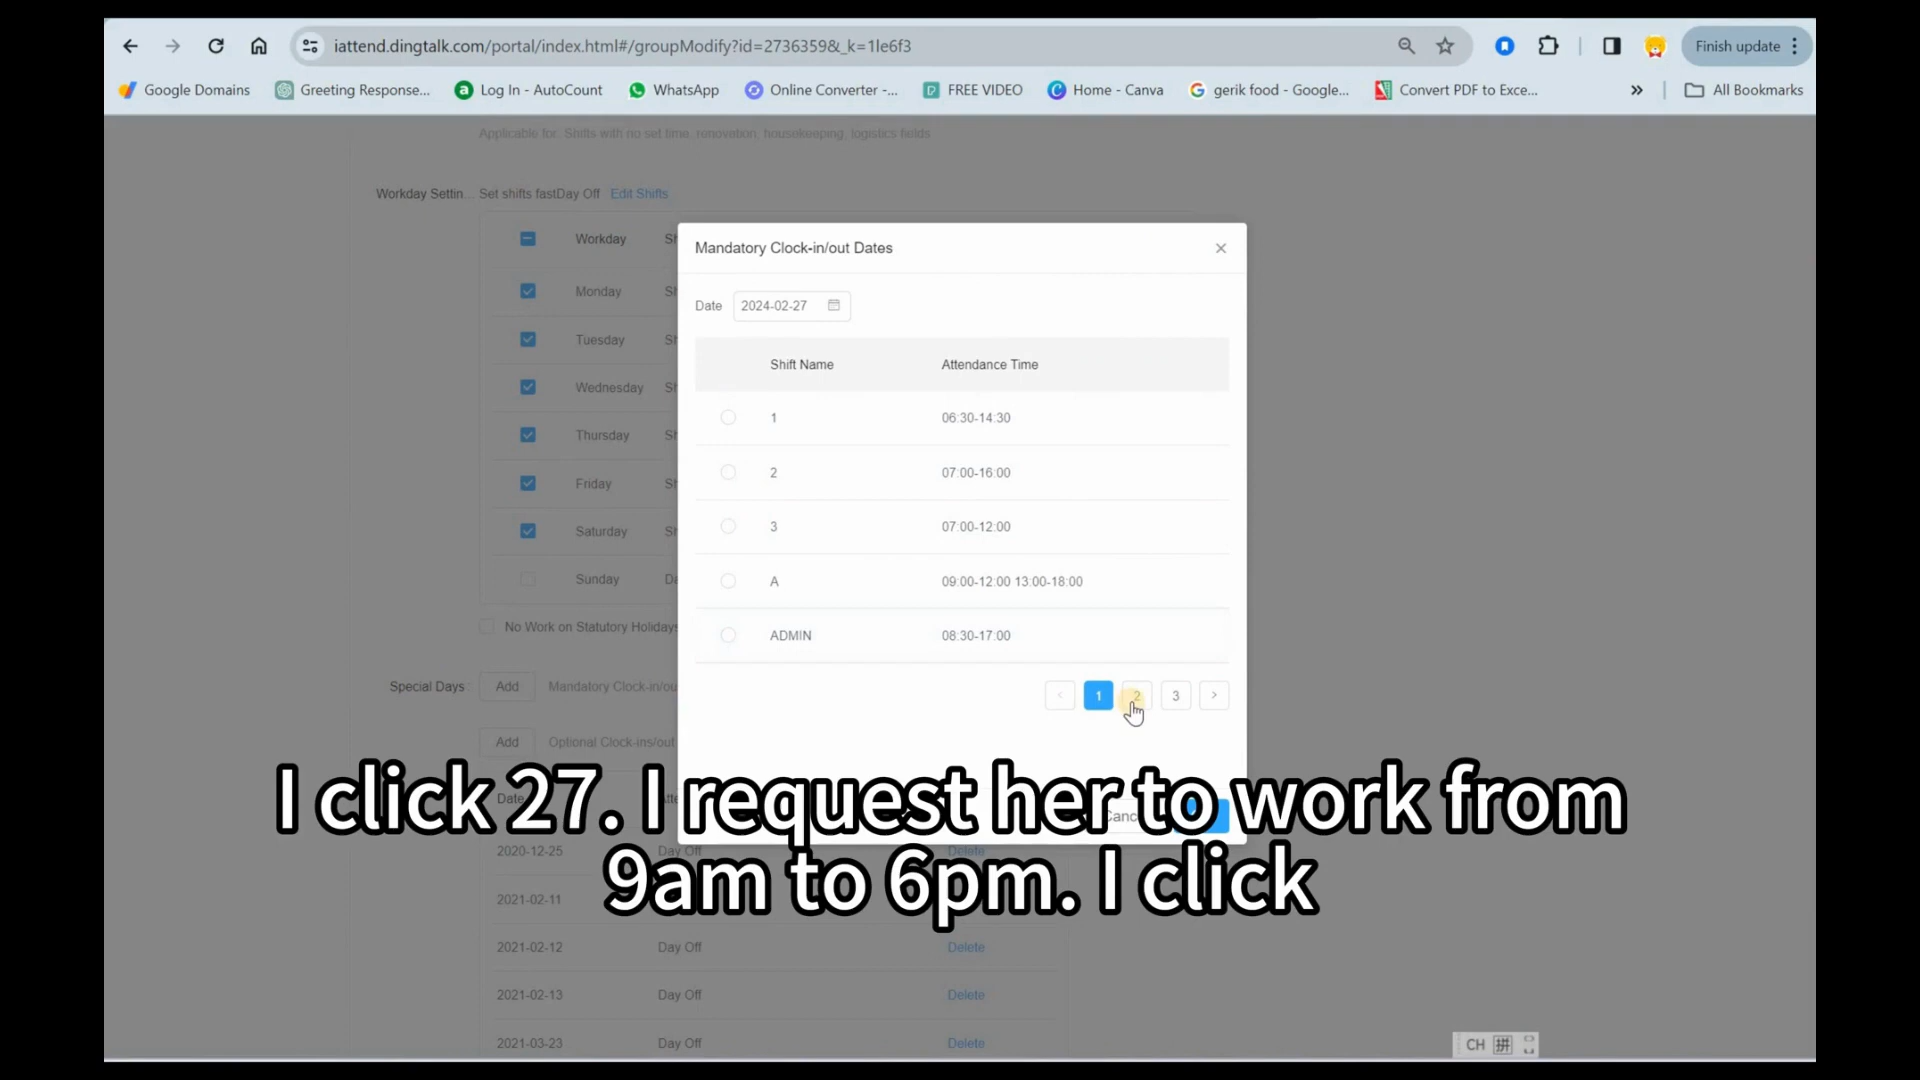 iattend.dingtalk.com/portal/index.html#/groupModify?id=2736359&_k=1le6f3
Finish update
Google Domains
Greeting Response...
Log In - AutoCount
WhatsApp
Online Converter -...
FREE VIDEO
Home - Canva
gerik food - Google...
Convert PDF to Exce...
»
All Bookmarks
Applicable for: Shifts with no set time, renovation, housekeeping, logistics fields
Workday Settin... Set shifts fastDay Off Edit Shifts
Workday
Monday
Tuesday
Wednesday
Thursday
Friday
Saturday
Sunday
No Work on Statutory Holidays
Special Days : Add Mandatory Clock-in/ou
Add Optional Clock-ins/out
Mandatory Clock-in/out Dates
Date 2024-02-27
Shift Name Attendance Time
1 06:30-14:30
2 07:00-16:00
3 07:00-12:00
A 09:00-12:00 13:00-18:00
ADMIN 08:30-17:00
< 1 2 3 >
I click 27. I request her to work from
9am to 6pm. I click
2020-12-25 Day Off Delete
2021-02-11
2021-02-12 Day Off Delete
2021-02-13 Day Off Delete
2021-03-23 Day Off Delete
CH 拼